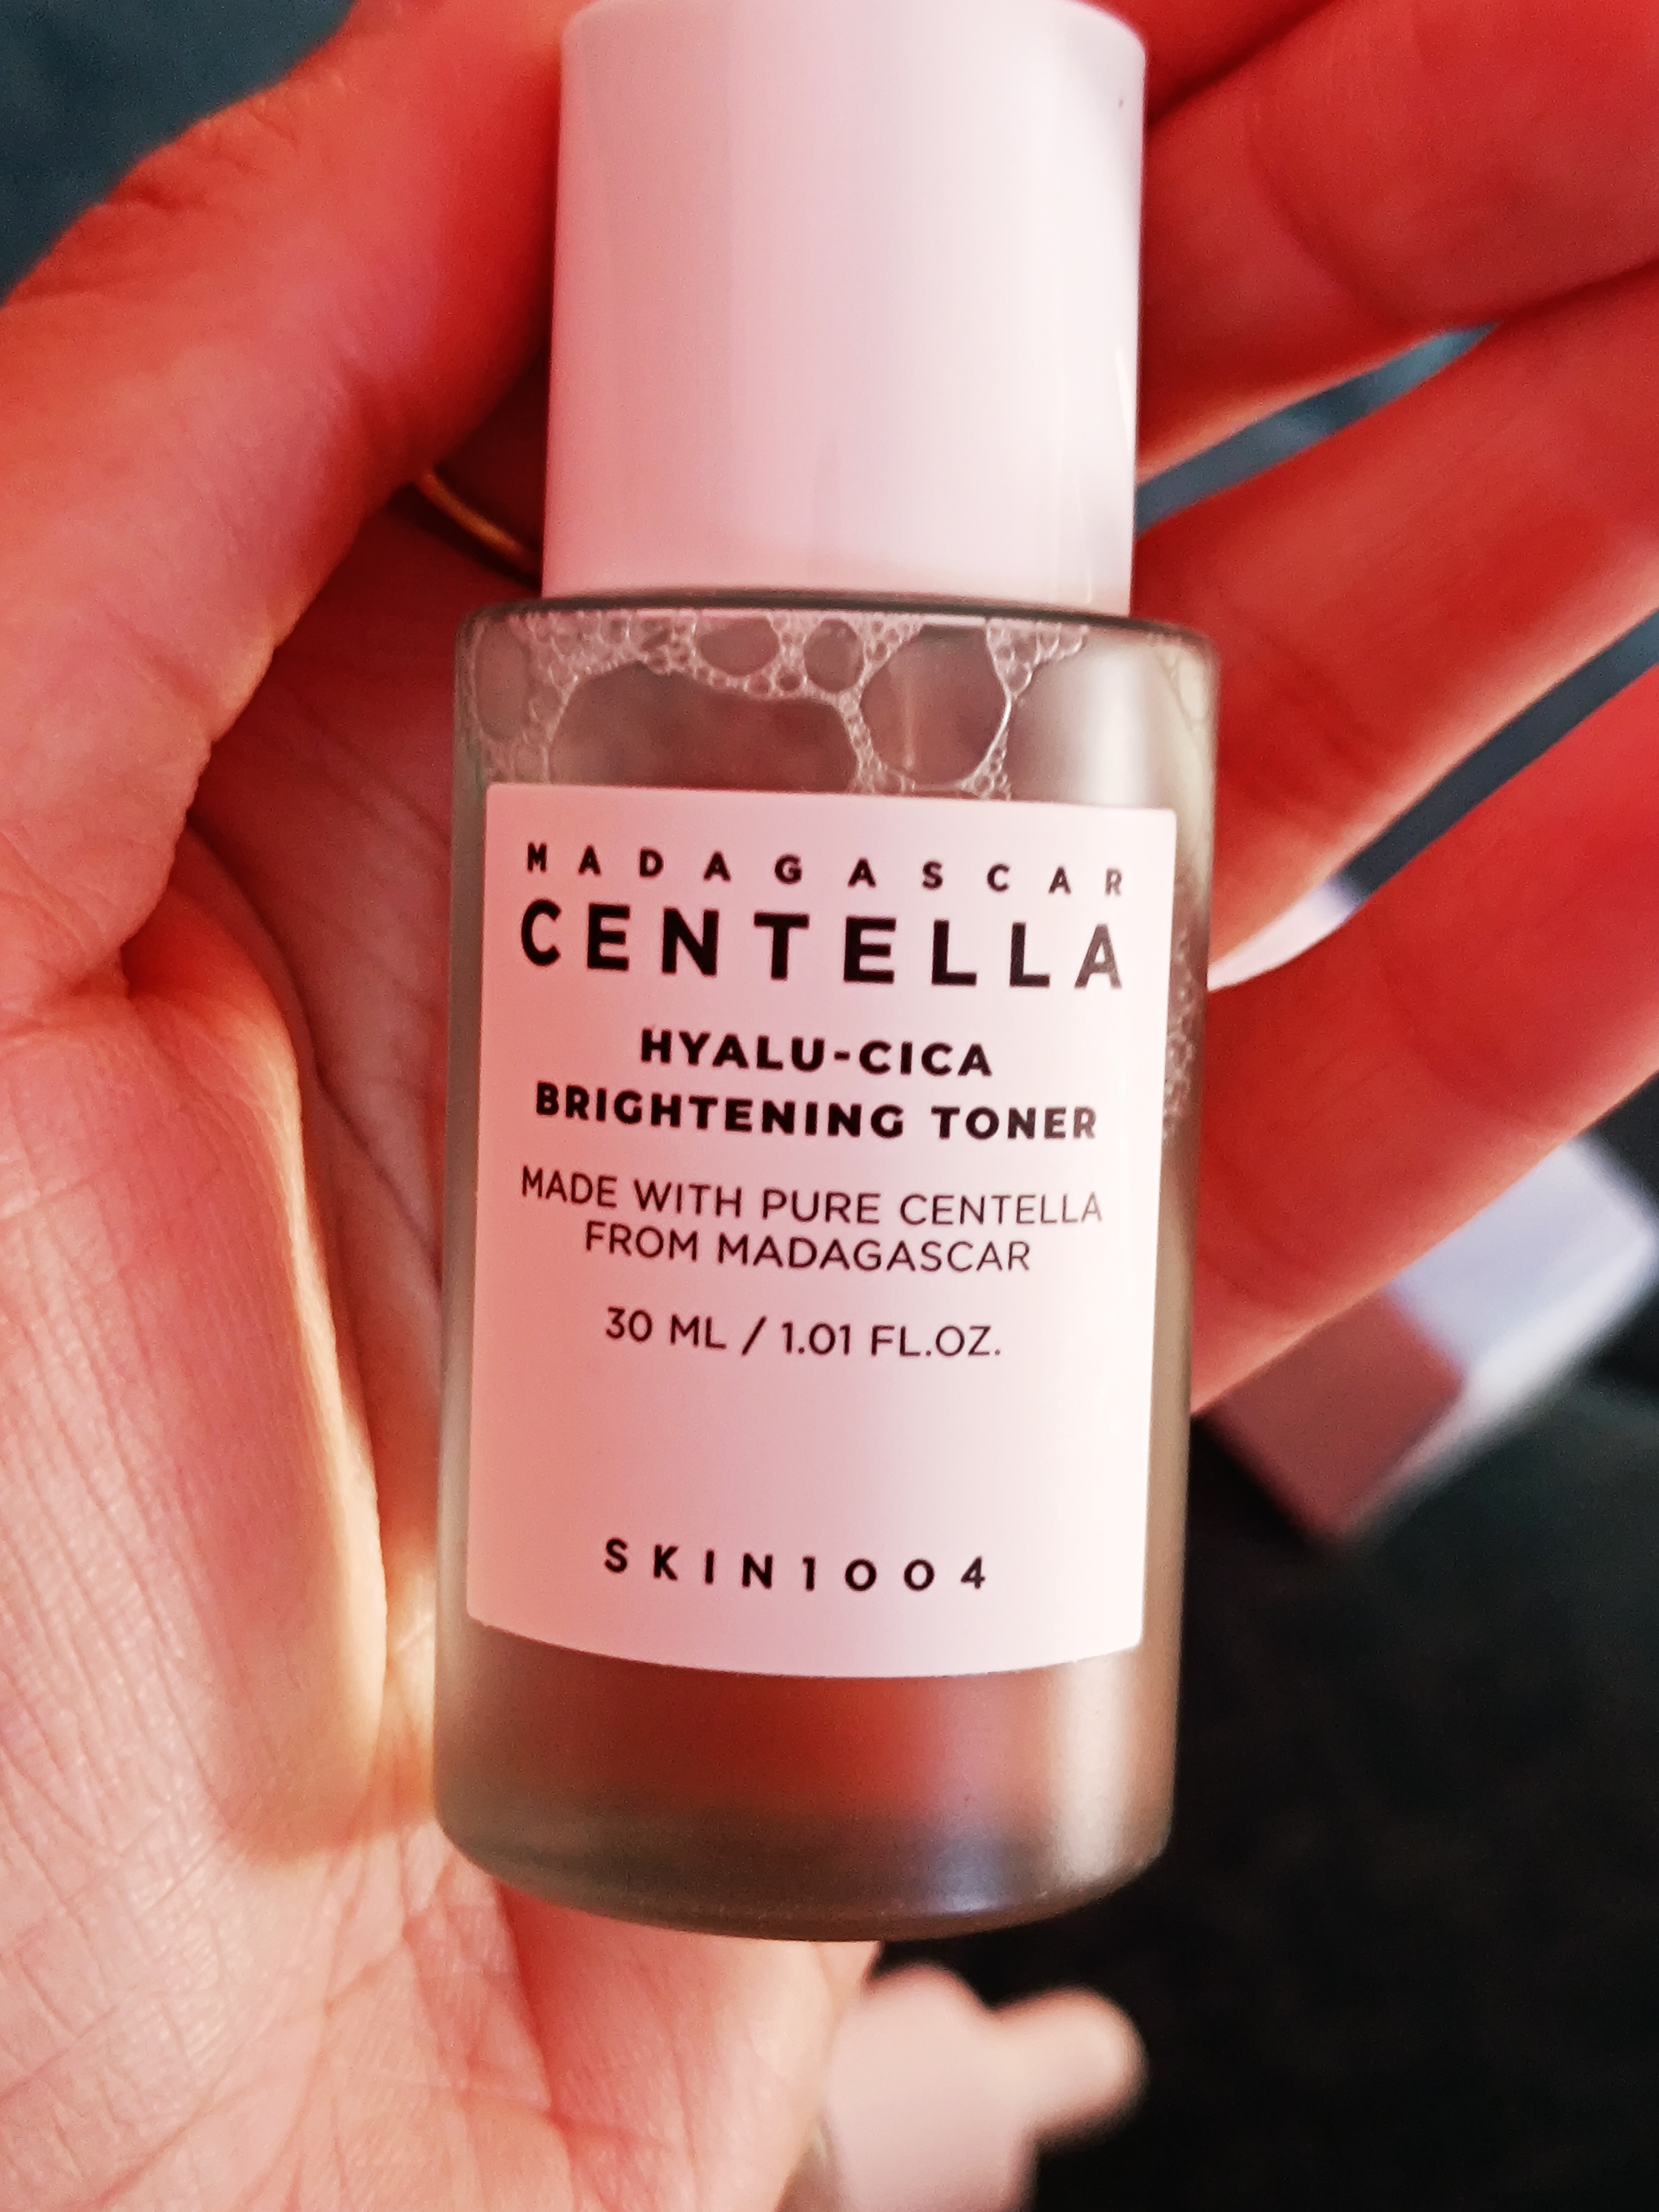 MADAGASCAR
CENTELLA
HYALU-CICA
BRIGHTENING TONER
MADE WITH PURE CENTELLA
FROM MADAGASCAR
30 ML / 1.01 FL.OZ.
SKIN1004